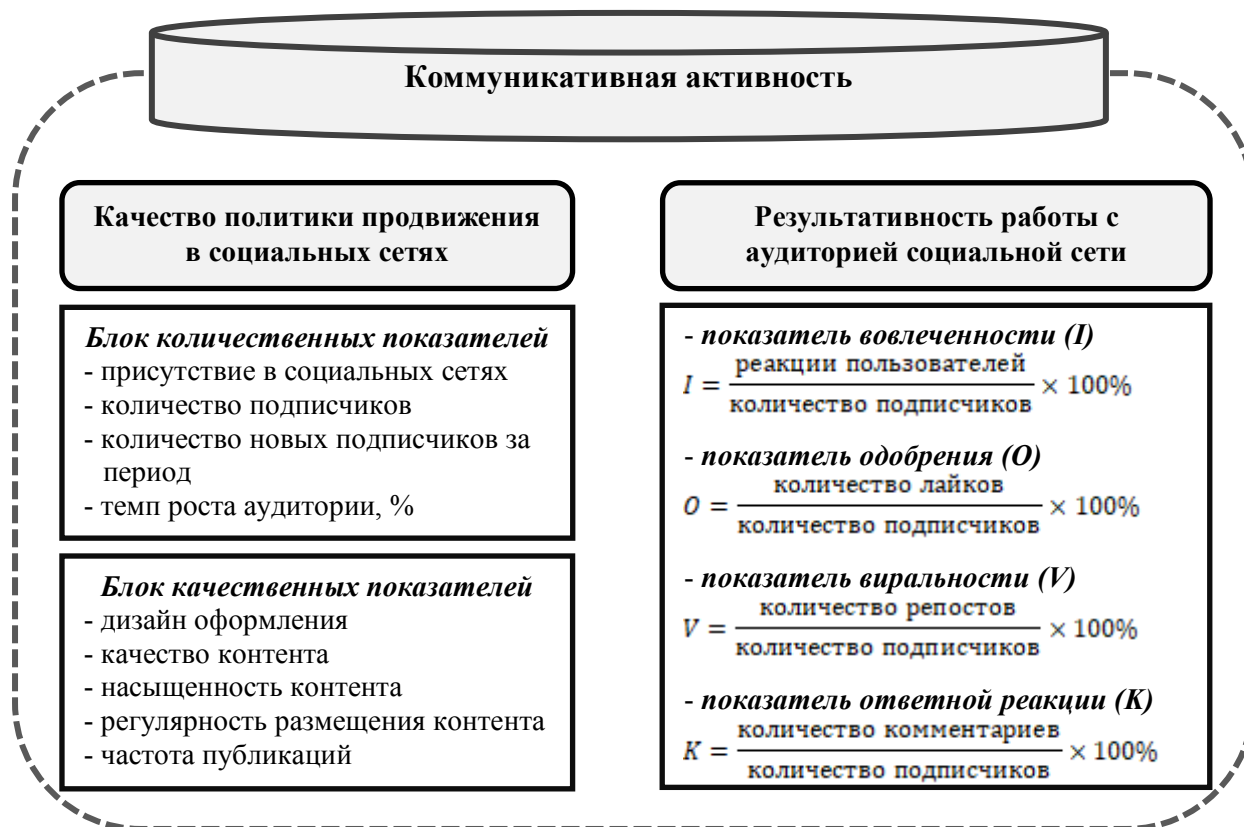 Коммуникативная активность
Качество политики продвижения
в социальных сетях
Блок количественных показателей
- присутствие в социальных сетях
- количество подписчиков
- количество новых подписчиков за
период
- темп роста аудитории, %
Блок качественных показателей
- дизайн оформления
- качество контента
- насыщенность контента
- регулярность размещения контента
- частота публикаций
Результативность работы с
аудиторией социальной сети
- показатель вовлеченности (I)
реакции пользователей
I = × 100%
количество подписчиков
- показатель одобрения (O)
количество лайков
O = × 100%
количество подписчиков
- показатель виральности (V)
количество репостов
V = × 100%
количество подписчиков
- показатель ответной реакции (K)
количество комментариев
K = × 100%
количество подписчиков